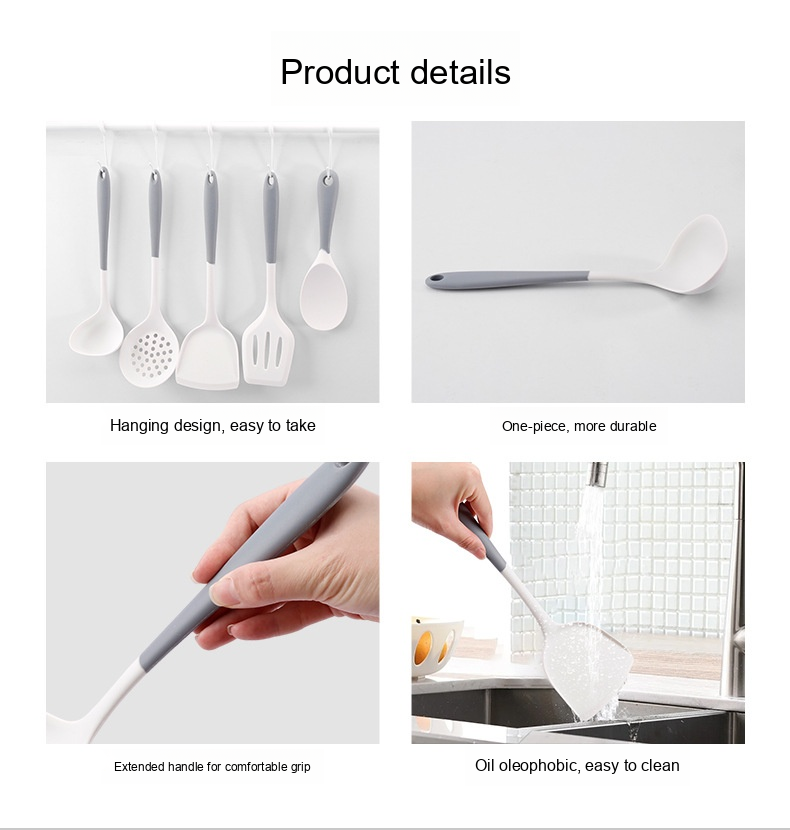 Product details
Hanging design, easy to take
One-piece, more durable
Extended handle for comfortable grip
Oil oleophobic, easy to clean